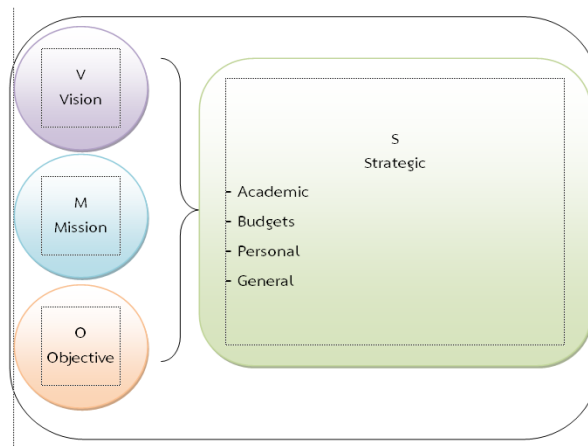 V
Vision
M
Mission
O
Objective
S
Strategic
- Academic
- Budgets
- Personal
- General